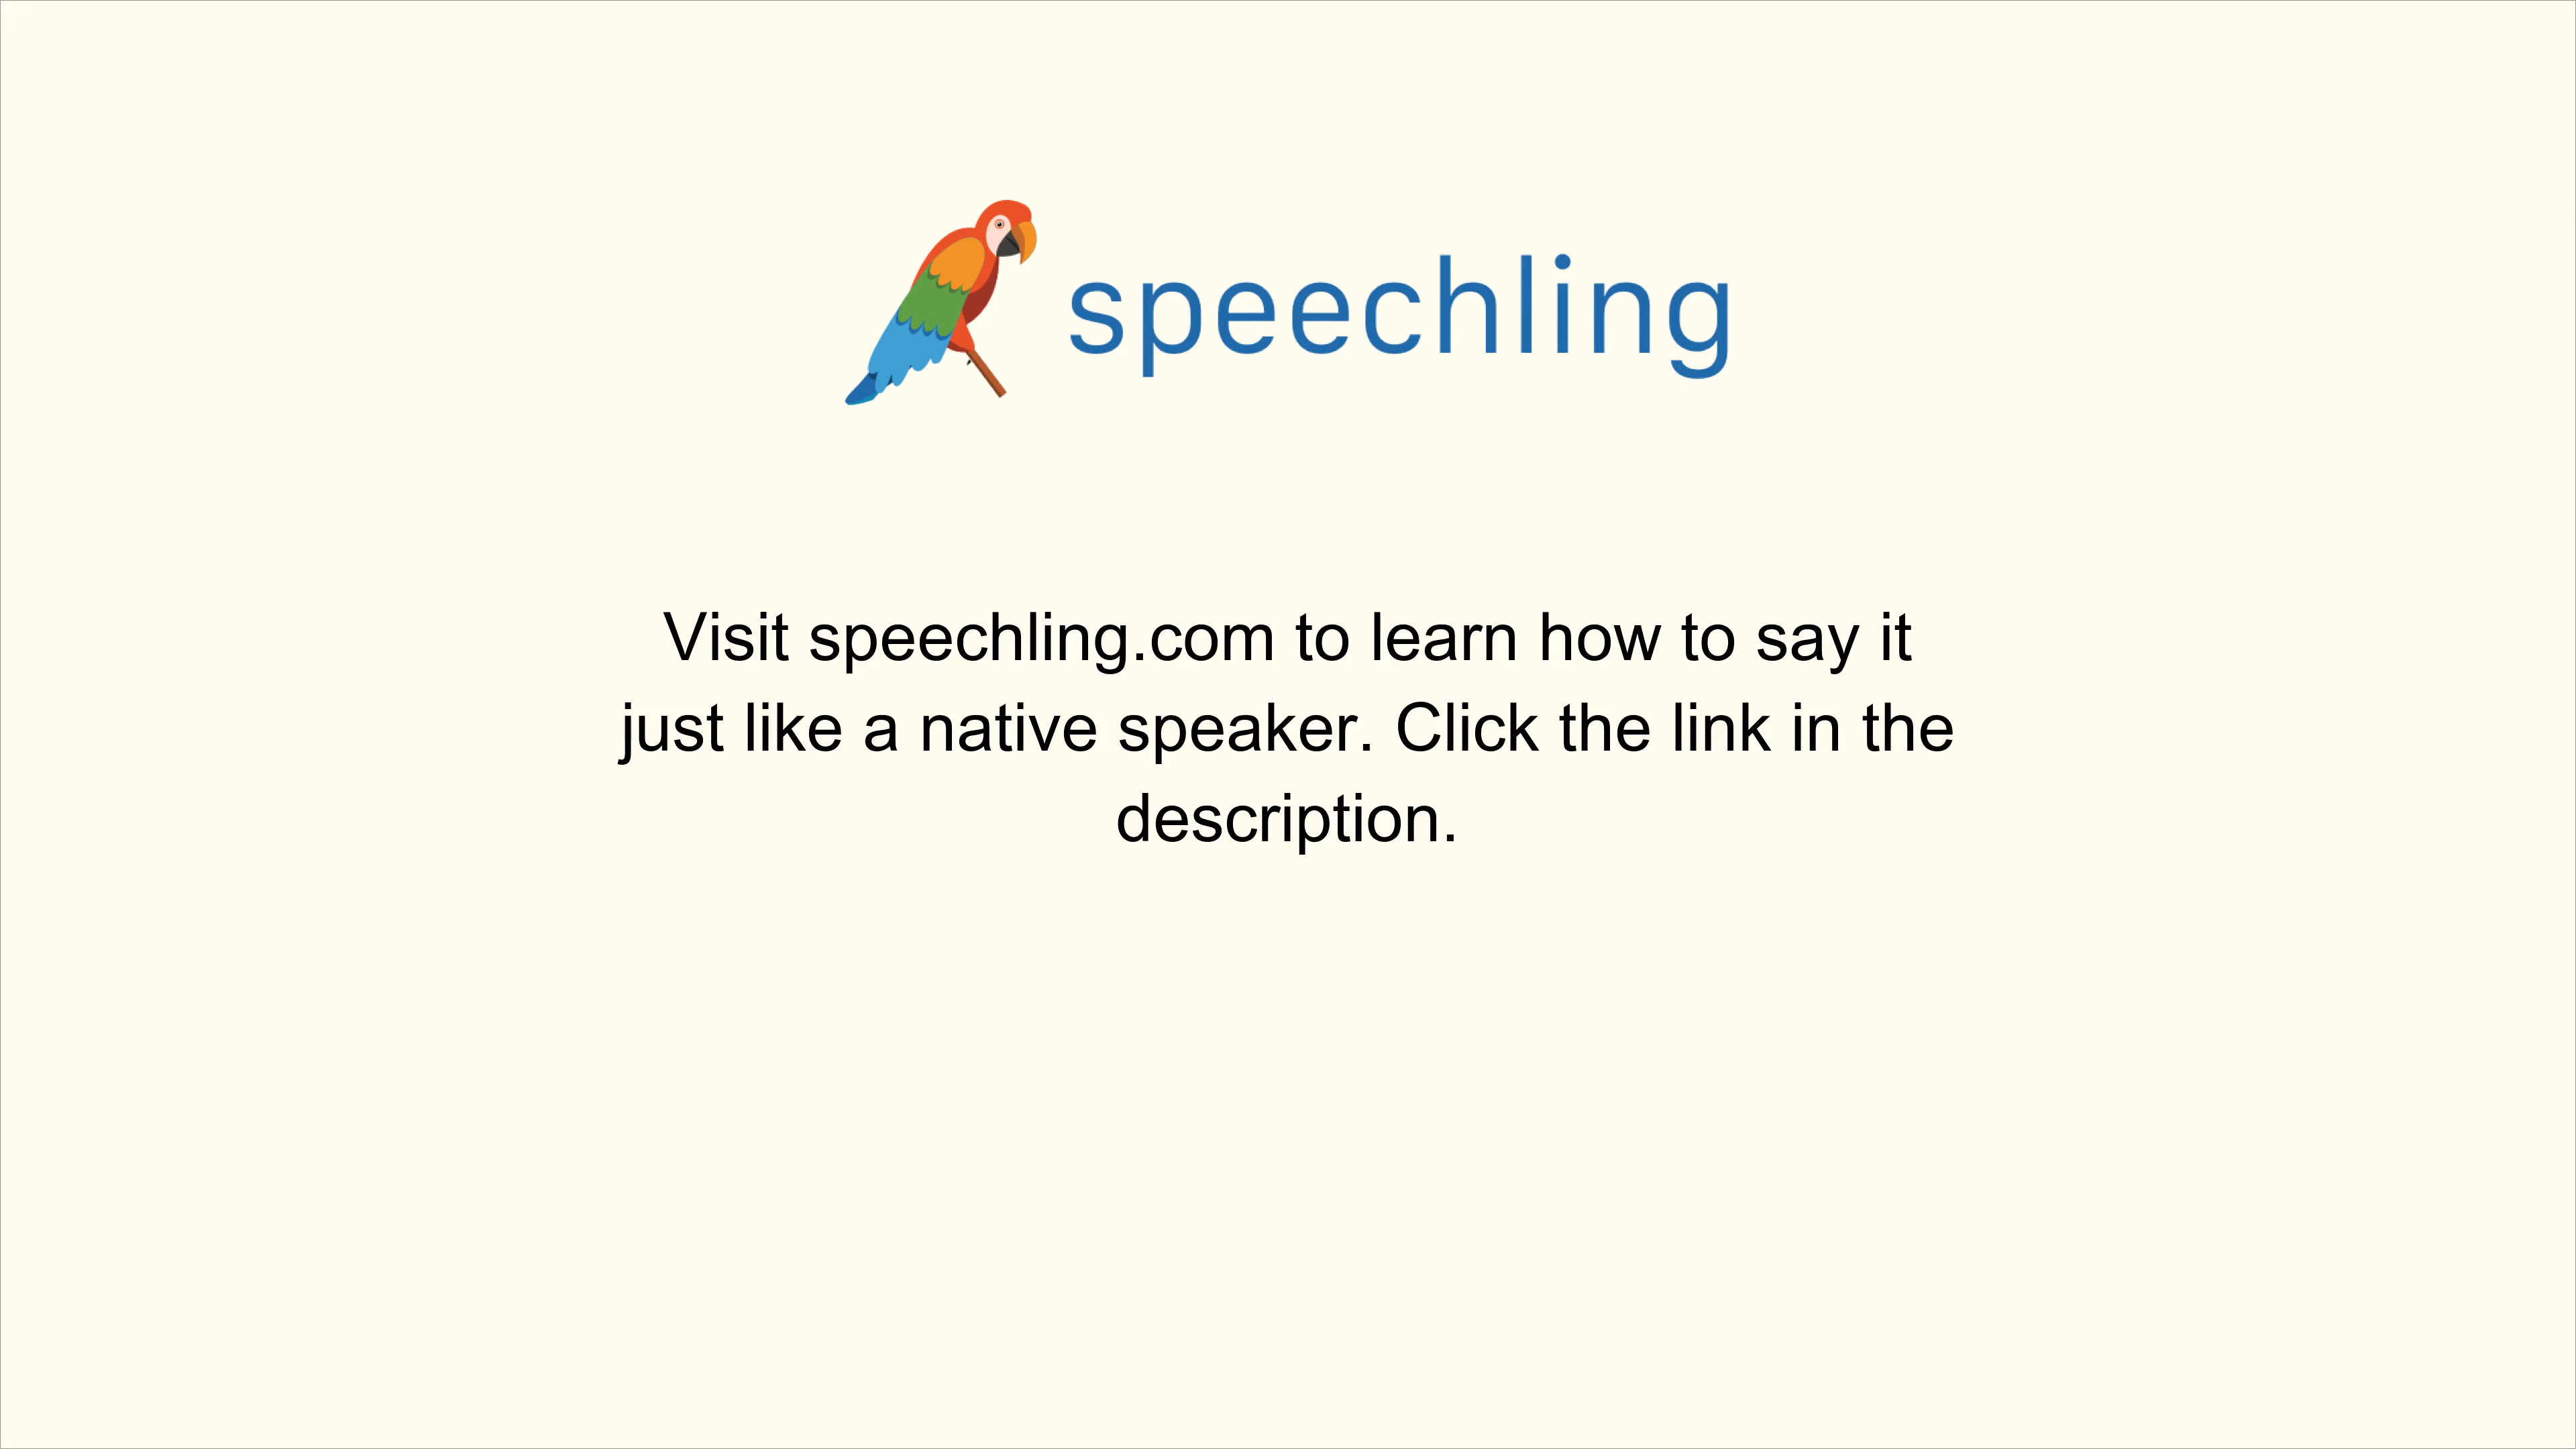 speechling
Visit speechling.com to learn how to say it
just like a native speaker. Click the link in the
description.